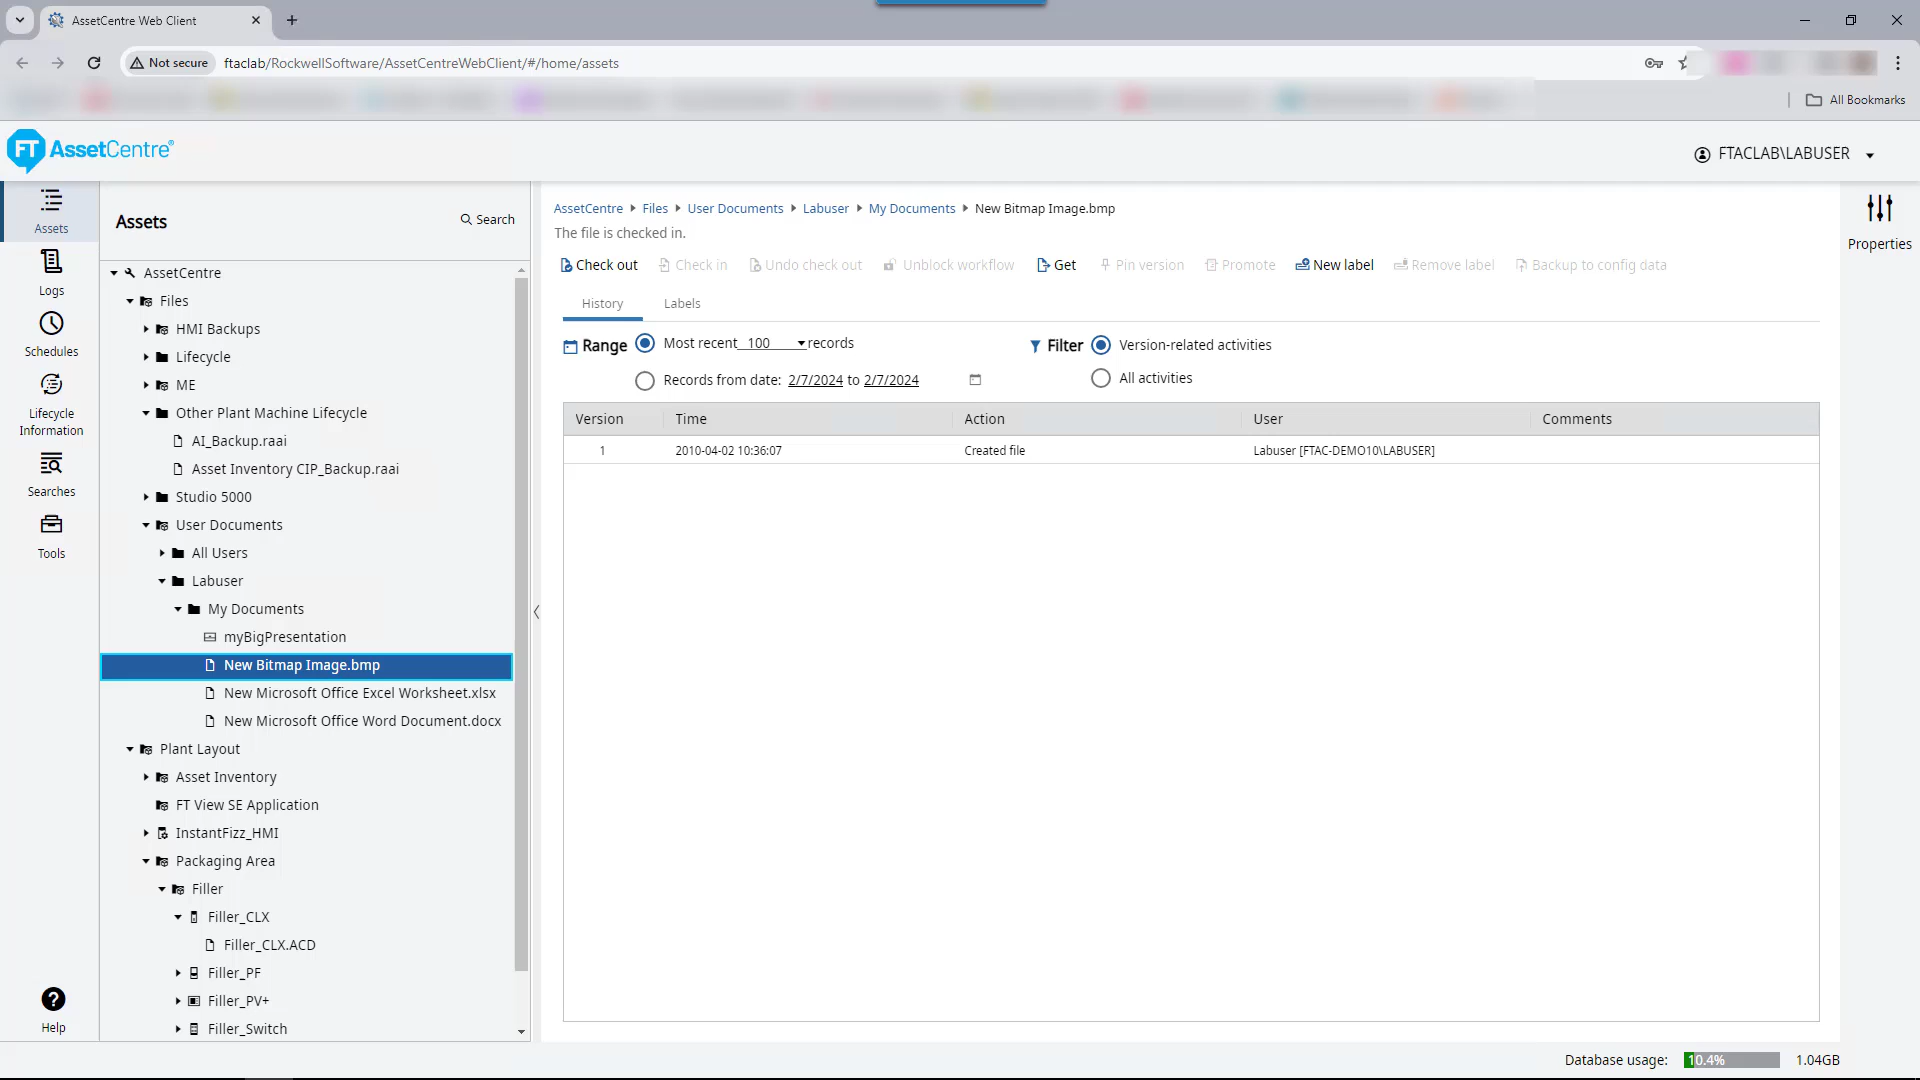 AssetCentre Web Client
Not secure
ftaclab/RockwellSoftware/AssetCentreWebClient/#/home/assets
All Bookmarks
FT AssetCentre®
FTACLAB\LABUSER
Assets
Logs
Schedules
Lifecycle
Information
Searches
Tools
Help
Assets
Search
AssetCentre
Files
HMI Backups
Lifecycle
ME
Other Plant Machine Lifecycle
AI_Backup.raai
Asset Inventory CIP_Backup.raai
Studio 5000
User Documents
All Users
Labuser
My Documents
myBigPresentation
New Bitmap Image.bmp
New Microsoft Office Excel Worksheet.xlsx
New Microsoft Office Word Document.docx
Plant Layout
Asset Inventory
FT View SE Application
InstantFizz_HMI
Packaging Area
Filler
Filler_CLX
Filler_CLX.ACD
Filler_PF
Filler_PV+
Filler_Switch
AssetCentre Files User Documents Labuser My Documents New Bitmap Image.bmp
The file is checked in.
Check out Check in Undo check out Unblock workflow Get Pin version Promote New label Remove label Backup to config data
History Labels
Range Most recent 100 records
Records from date: 2/7/2024 to 2/7/2024
Filter Version-related activities
All activities
Version Time Action User Comments
1 2010-04-02 10:36:07 Created file Labuser [FTAC-DEMO10\LABUSER]
Properties
Database usage: 10.4% 1.04GB